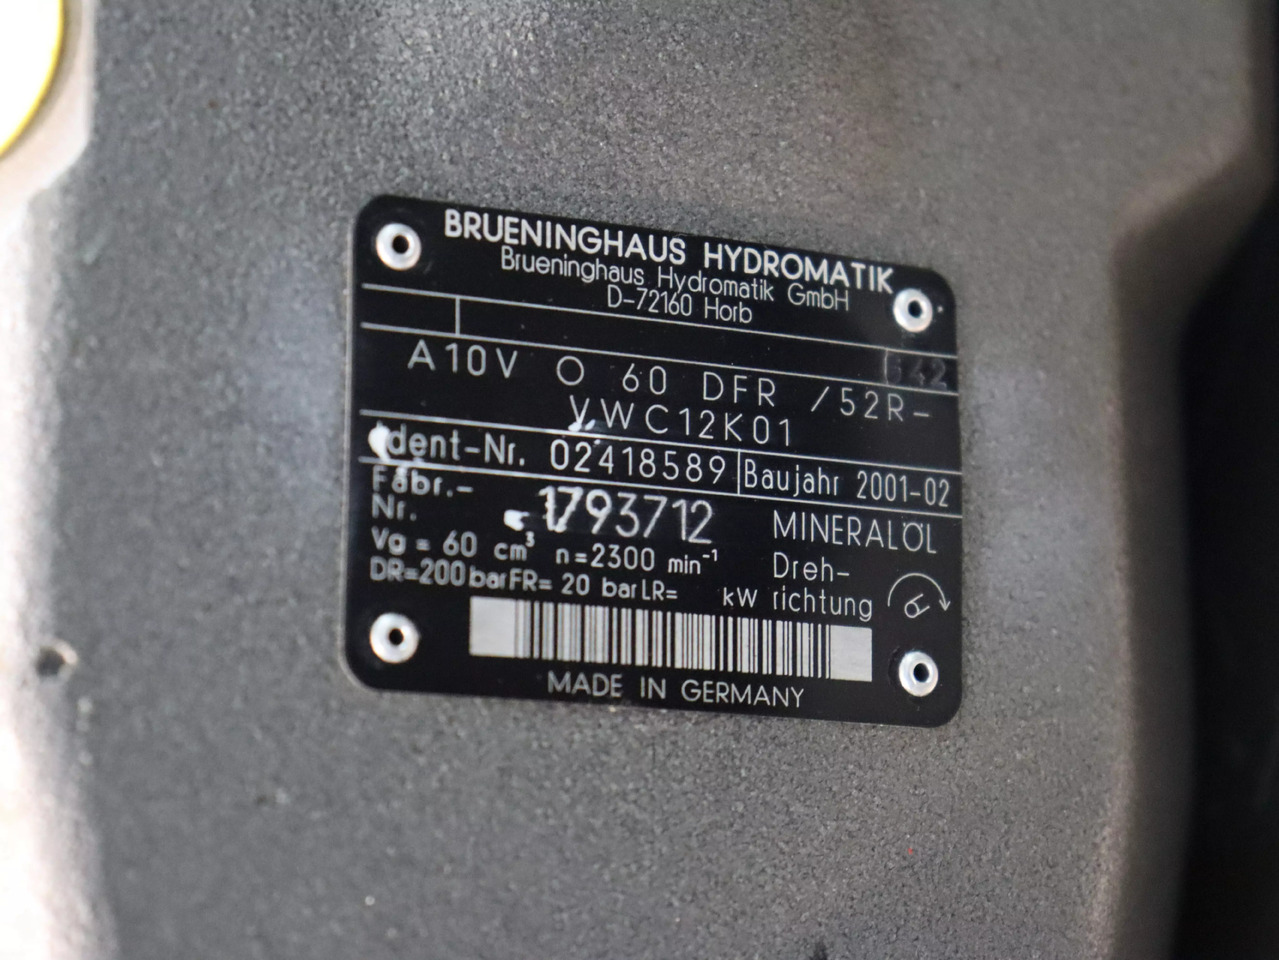 BRUENINGHAUS HYDROMATIK
Brueninghaus Hydromatik GmbH
D-72160 Horb
A10V O 60 DFR /52R-
VWC12K01
Ident-Nr. 02418589 Baujahr 2001-02
Fabr.-
Nr. 1793712 MINERALÖL
Vg = 60 cm³ n=2300 min⁻¹ Dreh-
DR=200 bar FR= 20 bar LR= kW richtung
MADE IN GERMANY